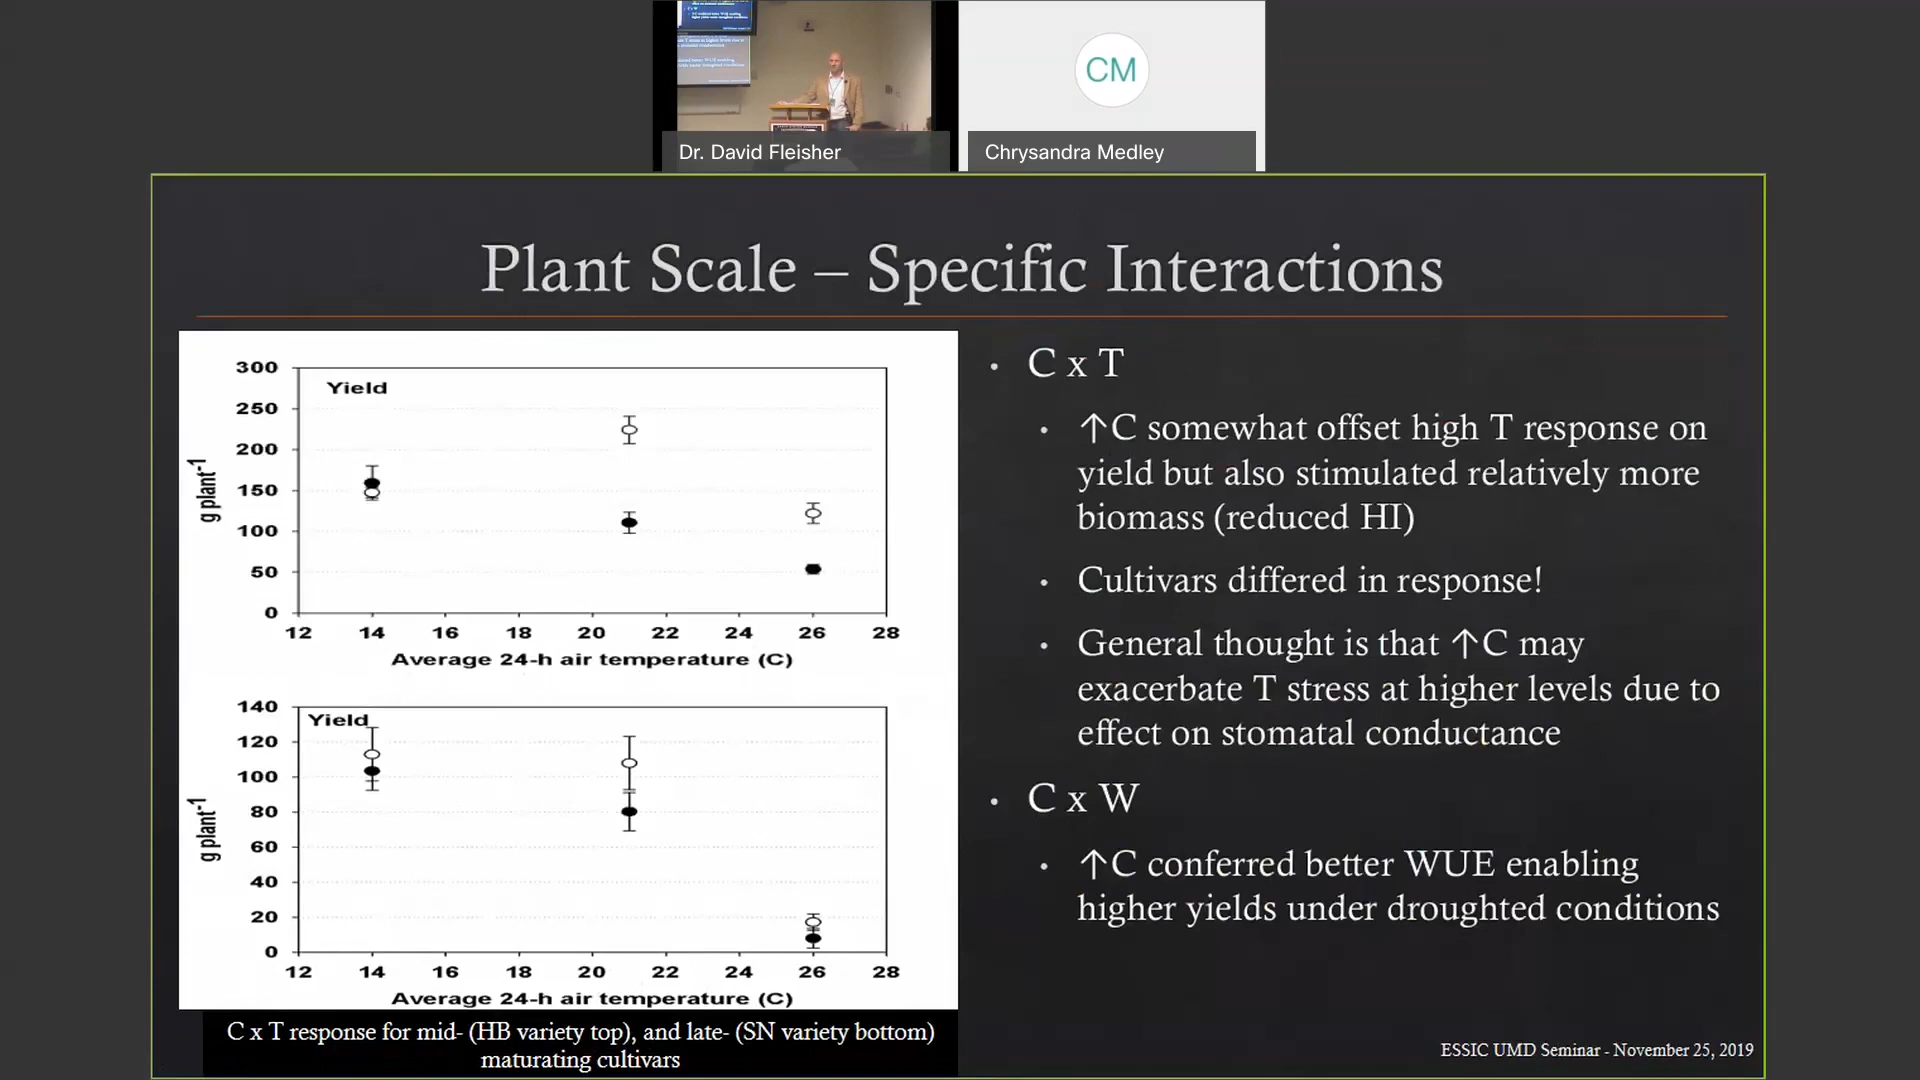 Dr. David Fleisher
CM
Chrysandra Medley
Plant Scale – Specific Interactions
300
Yield
250
200
150
100
50
0
g plant-1
12 14 16 18 20 22 24 26 28
Average 24-h air temperature (C)
140
Yield
120
100
80
60
40
20
0
g plant-1
12 14 16 18 20 22 24 26 28
Average 24-h air temperature (C)
C x T response for mid- (HB variety top), and late- (SN variety bottom)
maturating cultivars
• C x T
• ↑C somewhat offset high T response on
yield but also stimulated relatively more
biomass (reduced HI)
• Cultivars differed in response!
• General thought is that ↑C may
exacerbate T stress at higher levels due to
effect on stomatal conductance
• C x W
• ↑C conferred better WUE enabling
higher yields under droughted conditions
ESSIC UMD Seminar - November 25, 2019